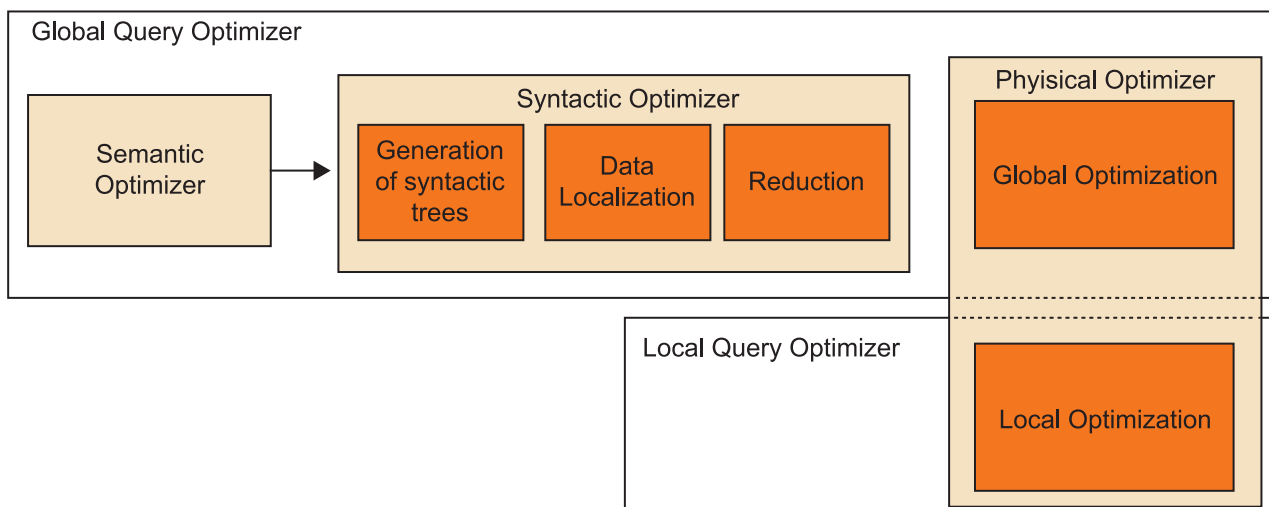 Global Query Optimizer
Semantic
Optimizer
Syntactic Optimizer
Generation
of syntactic
trees
Data
Localization
Reduction
Phyisical Optimizer
Global Optimization
Local Query Optimizer
Local Optimization